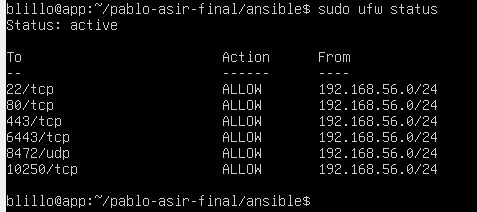 blillo@app:~/pablo-asir-final/ansible$ sudo ufw status
Status: active
To Action From
-- ------ ----
22/tcp ALLOW 192.168.56.0/24
80/tcp ALLOW 192.168.56.0/24
443/tcp ALLOW 192.168.56.0/24
6443/tcp ALLOW 192.168.56.0/24
8472/udp ALLOW 192.168.56.0/24
10250/tcp ALLOW 192.168.56.0/24
blillo@app:~/pablo-asir-final/ansible$